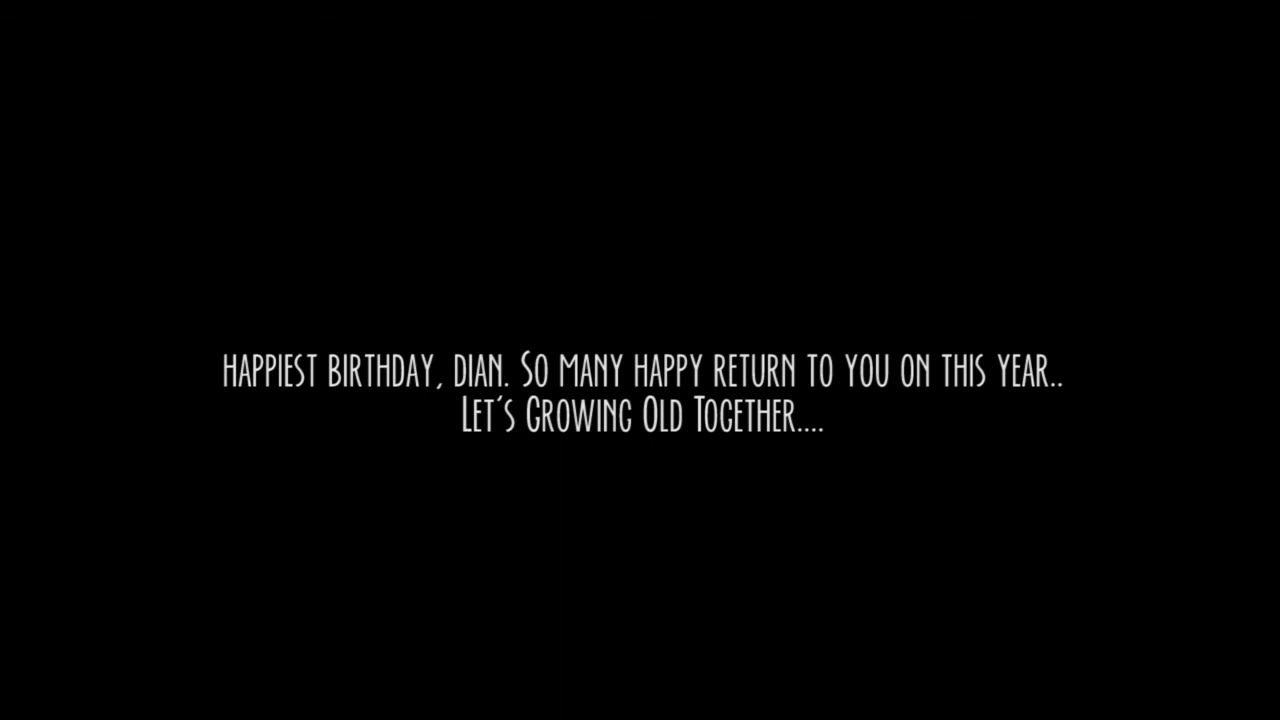 HAPPIEST BIRTHDAY, DIAN. SO MANY HAPPY RETURN TO YOU ON THIS YEAR..
LET'S GROWING OLD TOGETHER....